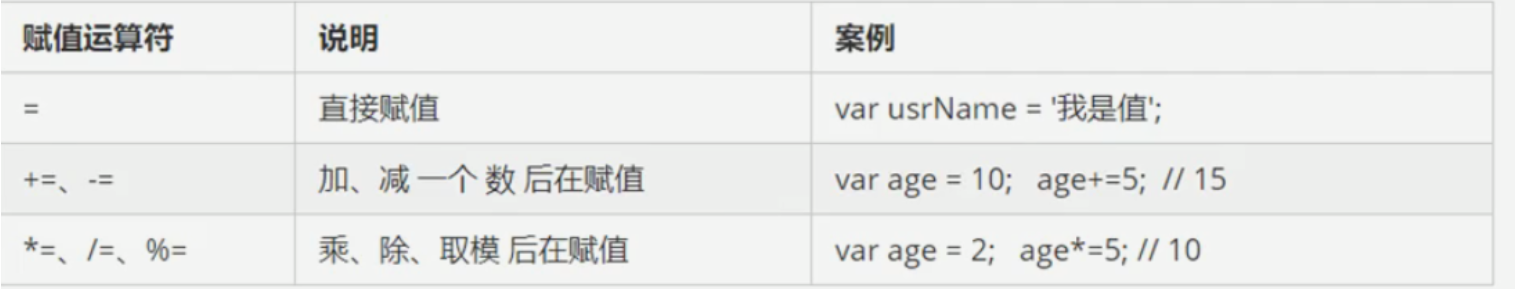 赋值运算符 说明 案例
= 直接赋值 var usrName = '我是值';
+=、-= 加、减 一个 数 后在赋值 var age = 10; age+=5; // 15
*=、/=、%= 乘、除、取模 后在赋值 var age = 2; age*=5; // 10